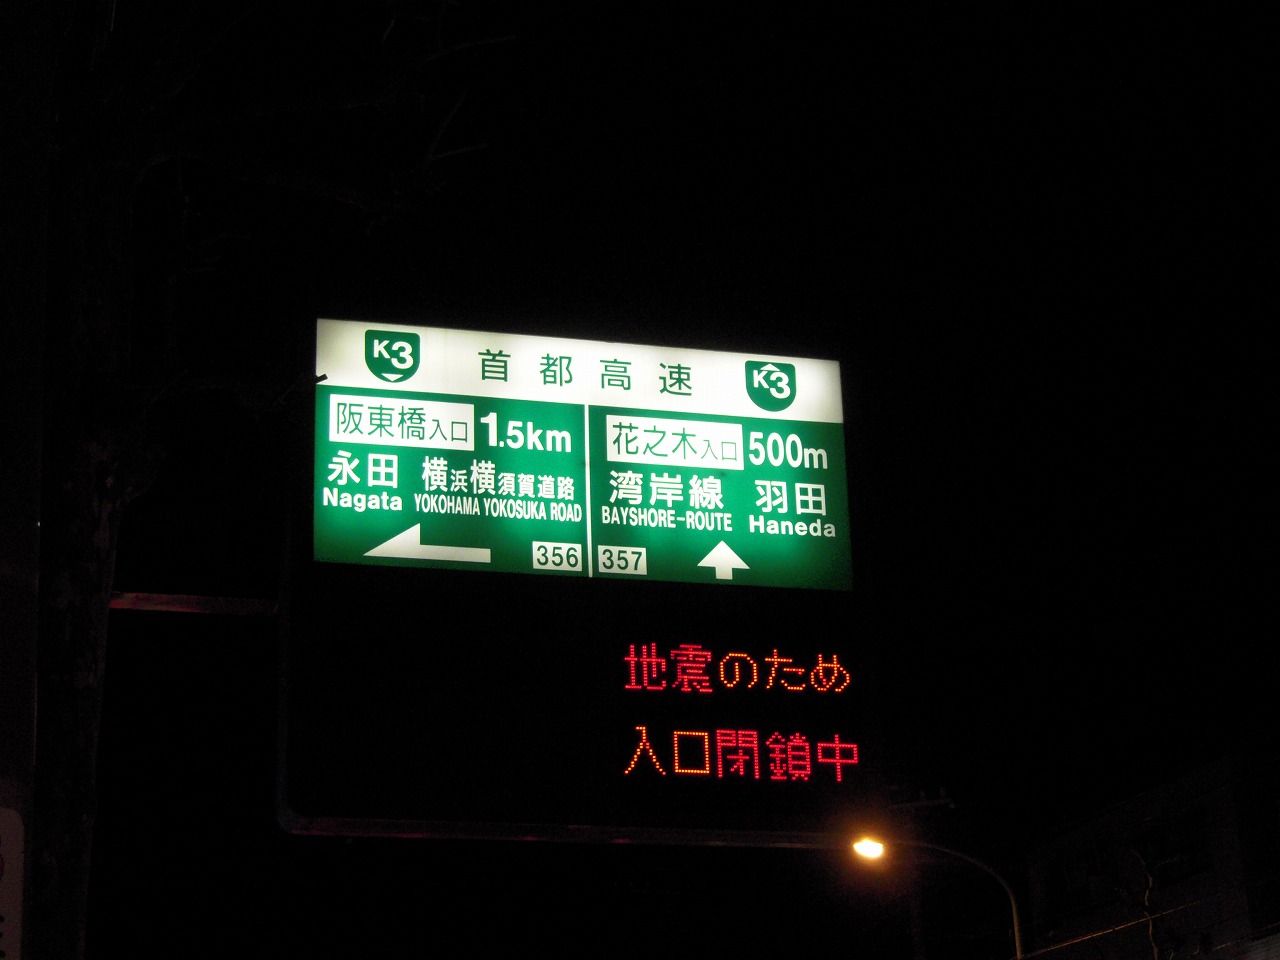 K3 首都高速 K3
阪東橋入口 1.5km
永田 横浜横須賀道路
Nagata YOKOHAMA YOKOSUKA ROAD
356
花之木入口 500m
湾岸線 羽田
BAYSHORE-ROUTE Haneda
357
地震のため
入口閉鎖中